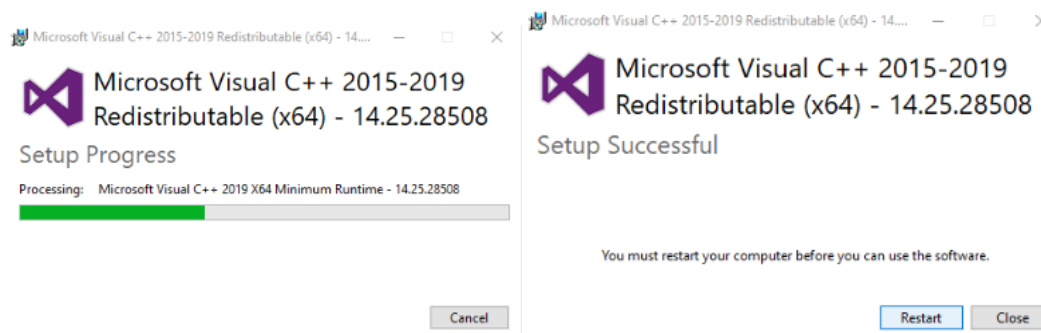 Microsoft Visual C++ 2015-2019 Redistributable (x64) - 14....
Microsoft Visual C++ 2015-2019
Redistributable (x64) - 14.25.28508
Setup Progress
Processing: Microsoft Visual C++ 2019 X64 Minimum Runtime - 14.25.28508
Cancel
Microsoft Visual C++ 2015-2019 Redistributable (x64) - 14....
Microsoft Visual C++ 2015-2019
Redistributable (x64) - 14.25.28508
Setup Successful
You must restart your computer before you can use the software.
Restart
Close